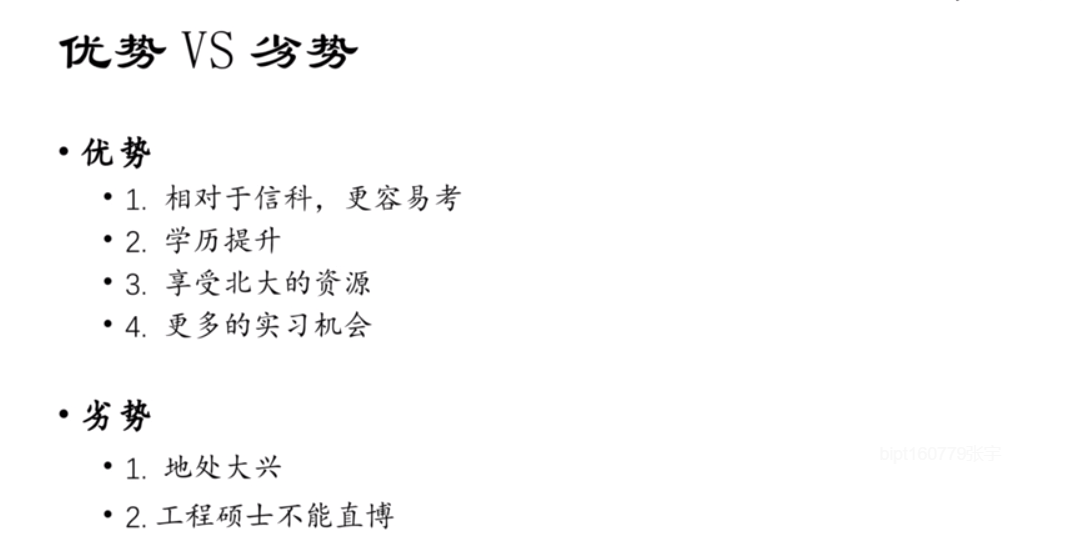 优势 VS 劣势
• 优势
• 1. 相对于信科，更容易考
• 2. 学历提升
• 3. 享受北大的资源
• 4. 更多的实习机会
• 劣势
• 1. 地处大兴
bipt160779张宇
• 2. 工程硕士不能直博